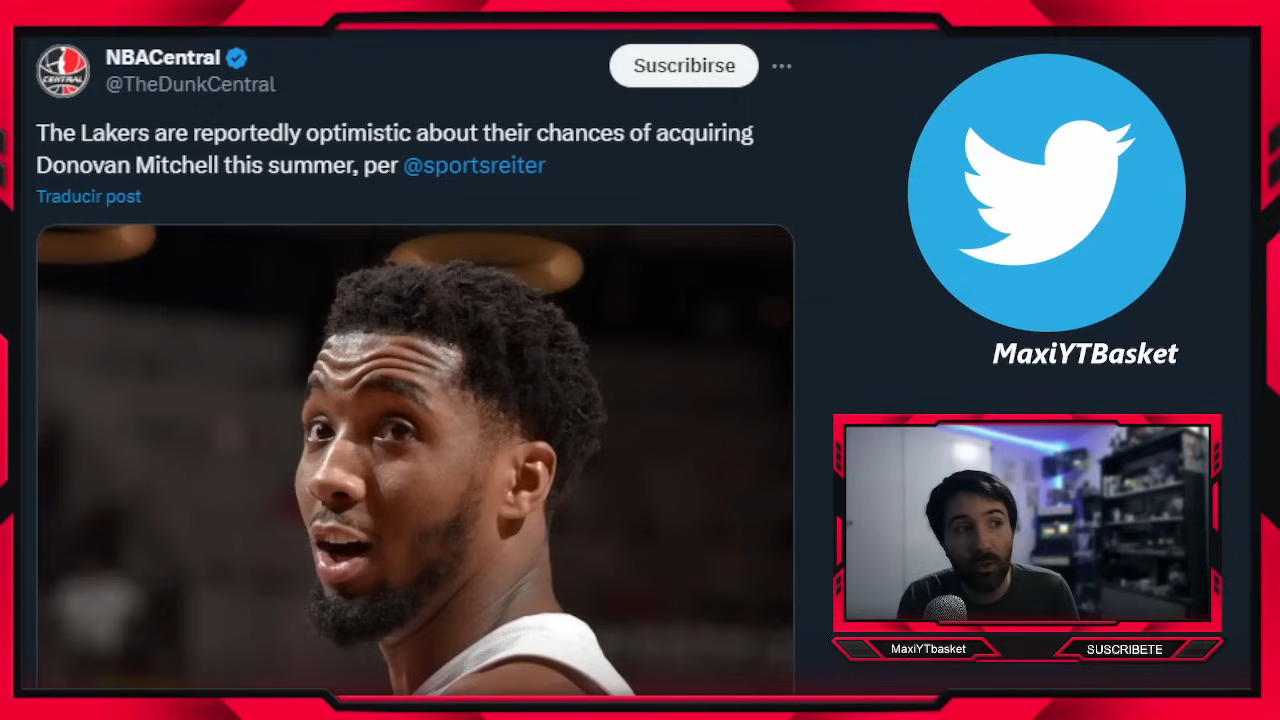 NBACentral
@TheDunkCentral
Suscribirse
The Lakers are reportedly optimistic about their chances of acquiring
Donovan Mitchell this summer, per @sportsreiter
Traducir post
CENTRAL
MaxiYTBasket
MaxiYTbasket
SUSCRIBETE